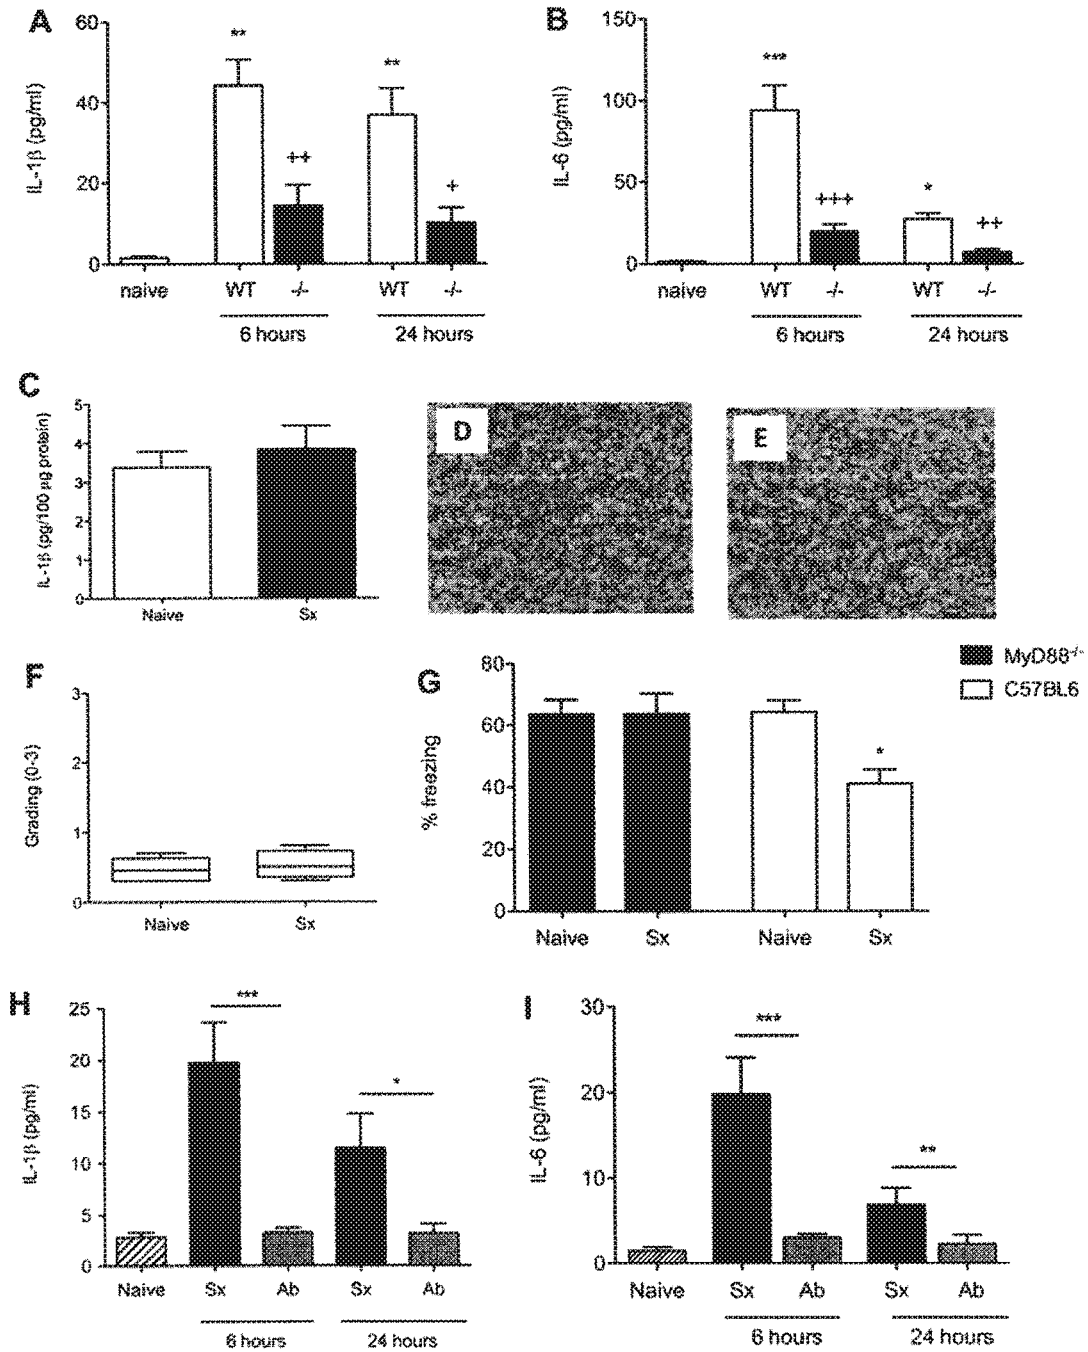 A
IL-1β (pg/ml)
60
40
20
0
**
++
**
+
naive
WT
-/-
WT
-/-
6 hours
24 hours
B
IL-6 (pg/ml)
150
100
50
0
***
+++
*
++
naive
WT
-/-
WT
-/-
6 hours
24 hours
C
IL-1β (pg/100 µg protein)
5
4
3
2
1
0
Naive
Sx
D
E
F
Grading (0-3)
3
2
1
0
Naive
Sx
G
% freezing
80
60
40
20
0
*
Naive
Sx
Naive
Sx
MyD88-/-
C57BL6
H
IL-1β (pg/ml)
25
20
15
10
5
0
***
*
Naive
Sx
Ab
Sx
Ab
6 hours
24 hours
I
IL-6 (pg/ml)
30
20
10
0
***
**
Naive
Sx
Ab
Sx
Ab
6 hours
24 hours